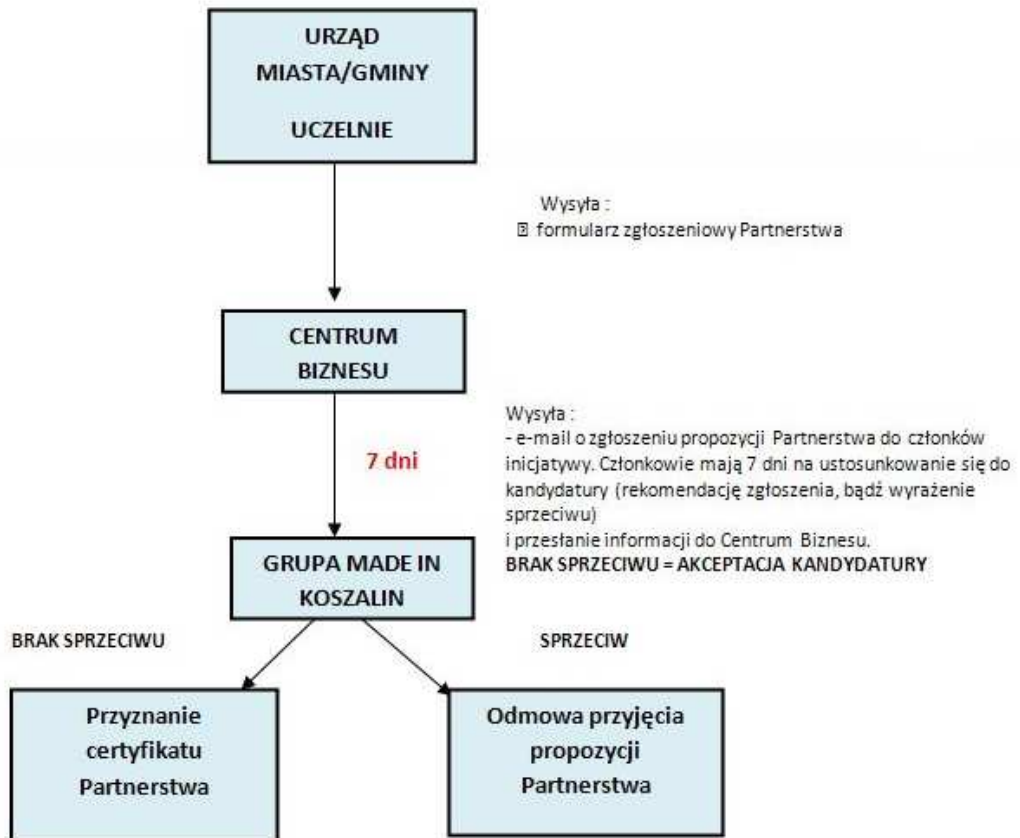 URZĄD
MIASTA/GMINY
UCZELNIE
Wysyła :
formularz zgłoszeniowy Partnerstwa
CENTRUM
BIZNESU
7 dni
Wysyła :
- e-mail o zgłoszeniu propozycji Partnerstwa do członków
inicjatywy. Członkowie mają 7 dni na ustosunkowanie się do
kandydatury (rekomendację zgłoszenia, bądź wyrażenie
sprzeciwu)
i przesłanie informacji do Centrum Biznesu.
BRAK SPRZECIWU = AKCEPTACJA KANDYDATURY
GRUPA MADE IN
KOSZALIN
BRAK SPRZECIWU
SPRZECIW
Przyznanie
certyfikatu
Partnerstwa
Odmowa przyjęcia
propozycji
Partnerstwa